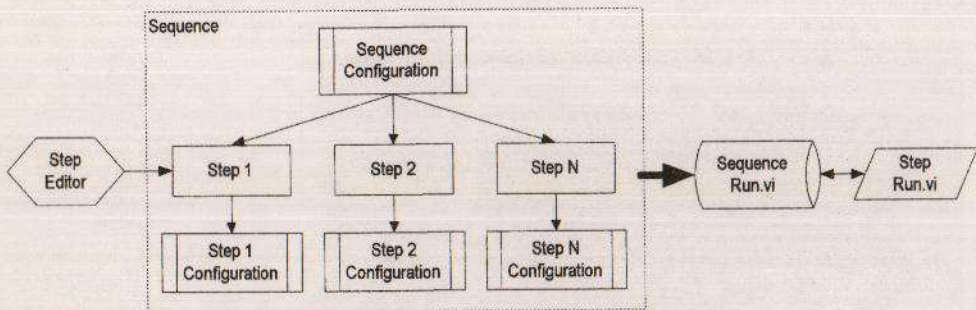 Sequence
Sequence
Configuration
Step
Editor
Step 1
Step 2
Step N
Sequence
Run.vi
Step
Run.vi
Step 1
Configuration
Step 2
Configuration
Step N
Configuration